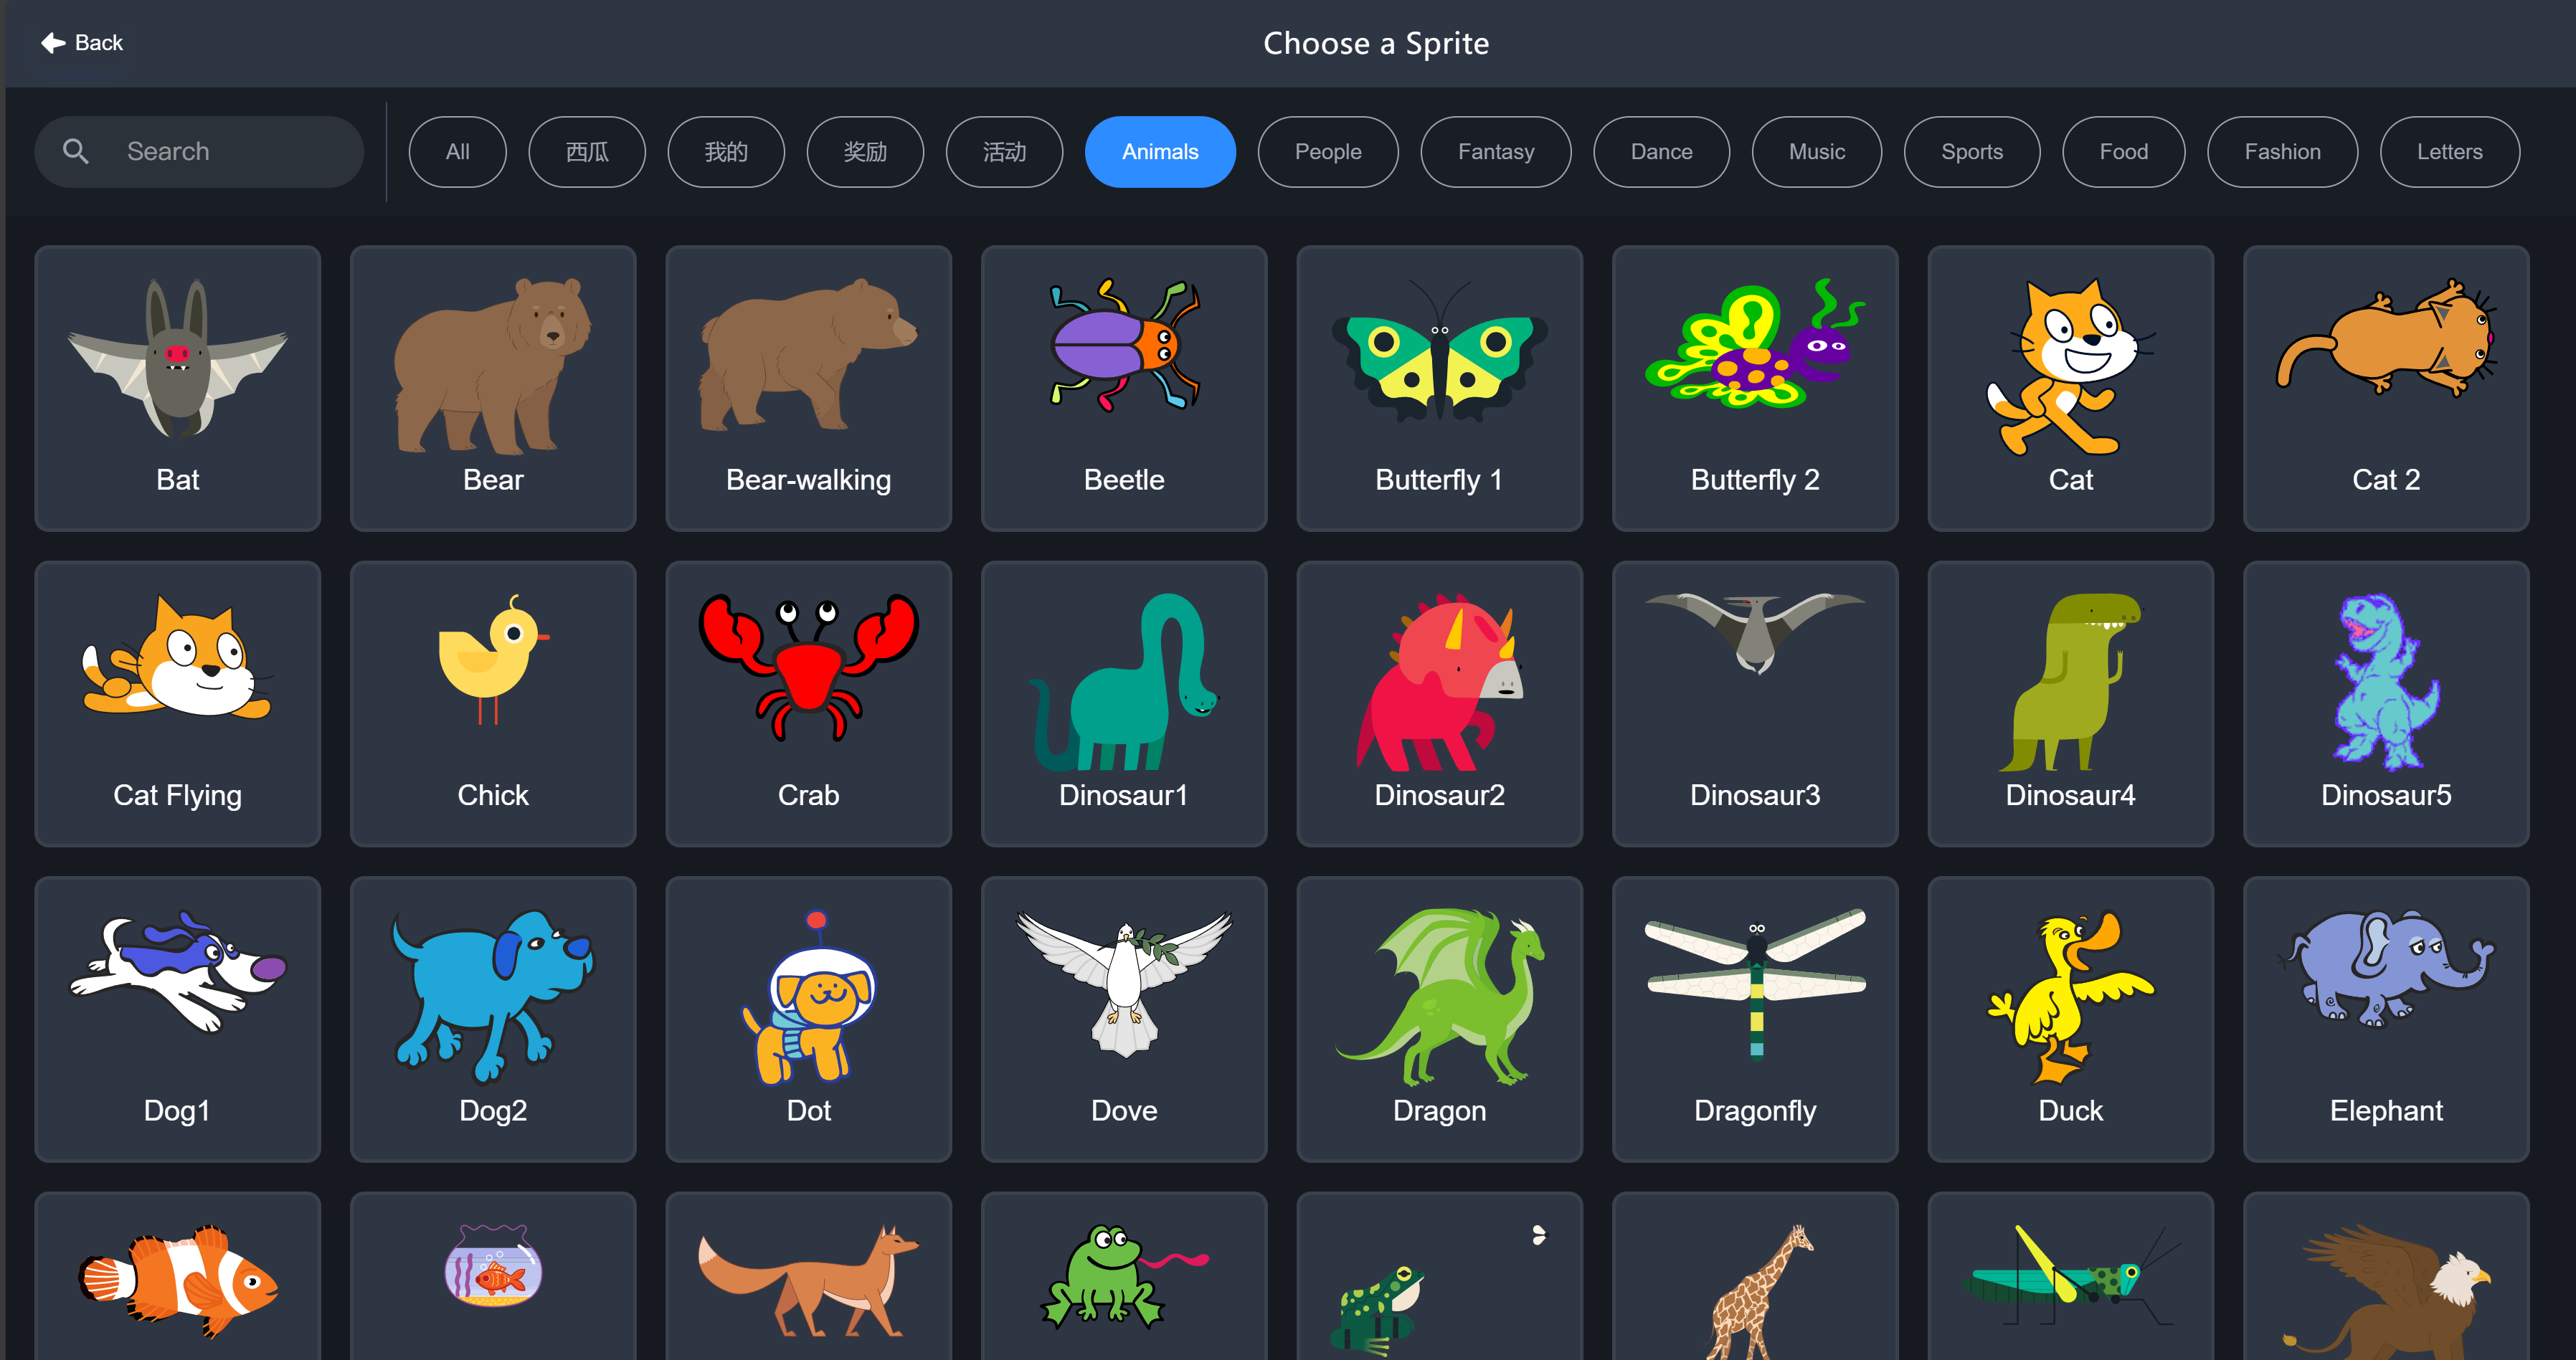 Back
Choose a Sprite
Search
All
西瓜
我的
奖励
活动
Animals
People
Fantasy
Dance
Music
Sports
Food
Fashion
Letters
Bat
Bear
Bear-walking
Beetle
Butterfly 1
Butterfly 2
Cat
Cat 2
Cat Flying
Chick
Crab
Dinosaur1
Dinosaur2
Dinosaur3
Dinosaur4
Dinosaur5
Dog1
Dog2
Dot
Dove
Dragon
Dragonfly
Duck
Elephant